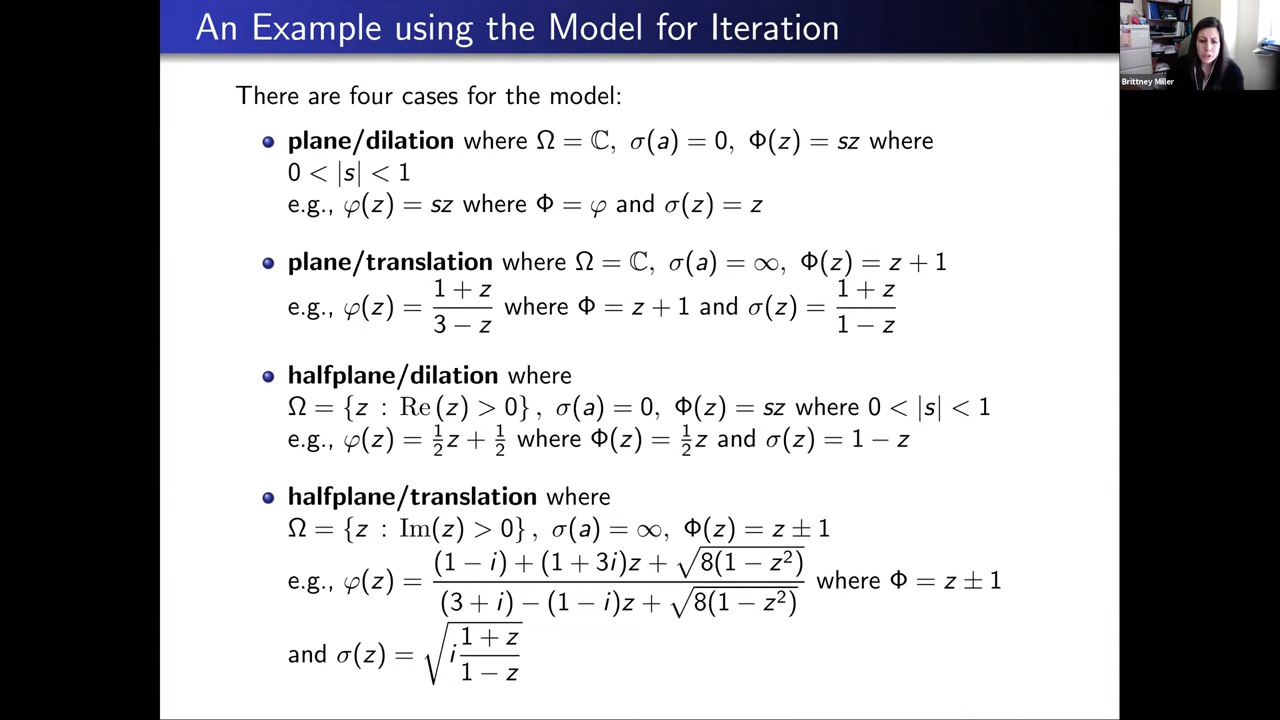 An Example using the Model for Iteration
Brittney Miller
There are four cases for the model:
plane/dilation where Ω = ℂ, σ(a) = 0, Φ(z) = sz where
0 < |s| < 1
e.g., φ(z) = sz where Φ = φ and σ(z) = z
plane/translation where Ω = ℂ, σ(a) = ∞, Φ(z) = z + 1
e.g., φ(z) = (1 + z)/(3 − z) where Φ = z + 1 and σ(z) = (1 + z)/(1 − z)
halfplane/dilation where
Ω = {z : Re(z) > 0}, σ(a) = 0, Φ(z) = sz where 0 < |s| < 1
e.g., φ(z) = ½z + ½ where Φ(z) = ½z and σ(z) = 1 − z
halfplane/translation where
Ω = {z : Im(z) > 0}, σ(a) = ∞, Φ(z) = z ± 1
e.g., φ(z) = ((1 − i) + (1 + 3i)z + √(8(1 − z²)))/((3 + i) − (1 − i)z + √(8(1 − z²))) where Φ = z ± 1
and σ(z) = √(i(1 + z)/(1 − z))